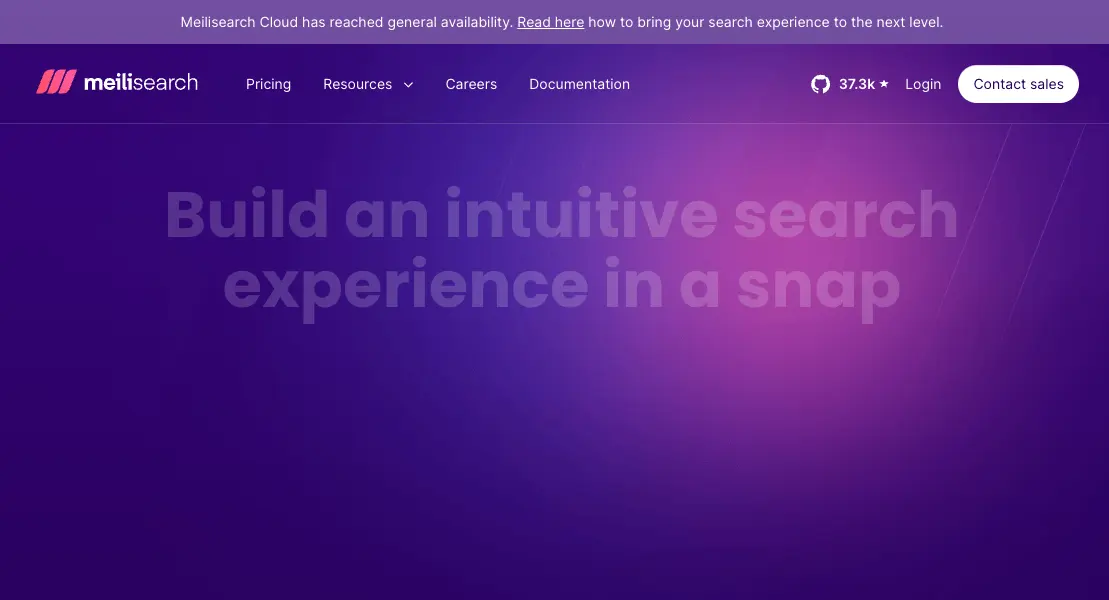 Meilisearch Cloud has reached general availability. Read here how to bring your search experience to the next level.
meilisearch
Pricing
Resources
Careers
Documentation
37.3k ★
Login
Contact sales
Build an intuitive search
experience in a snap